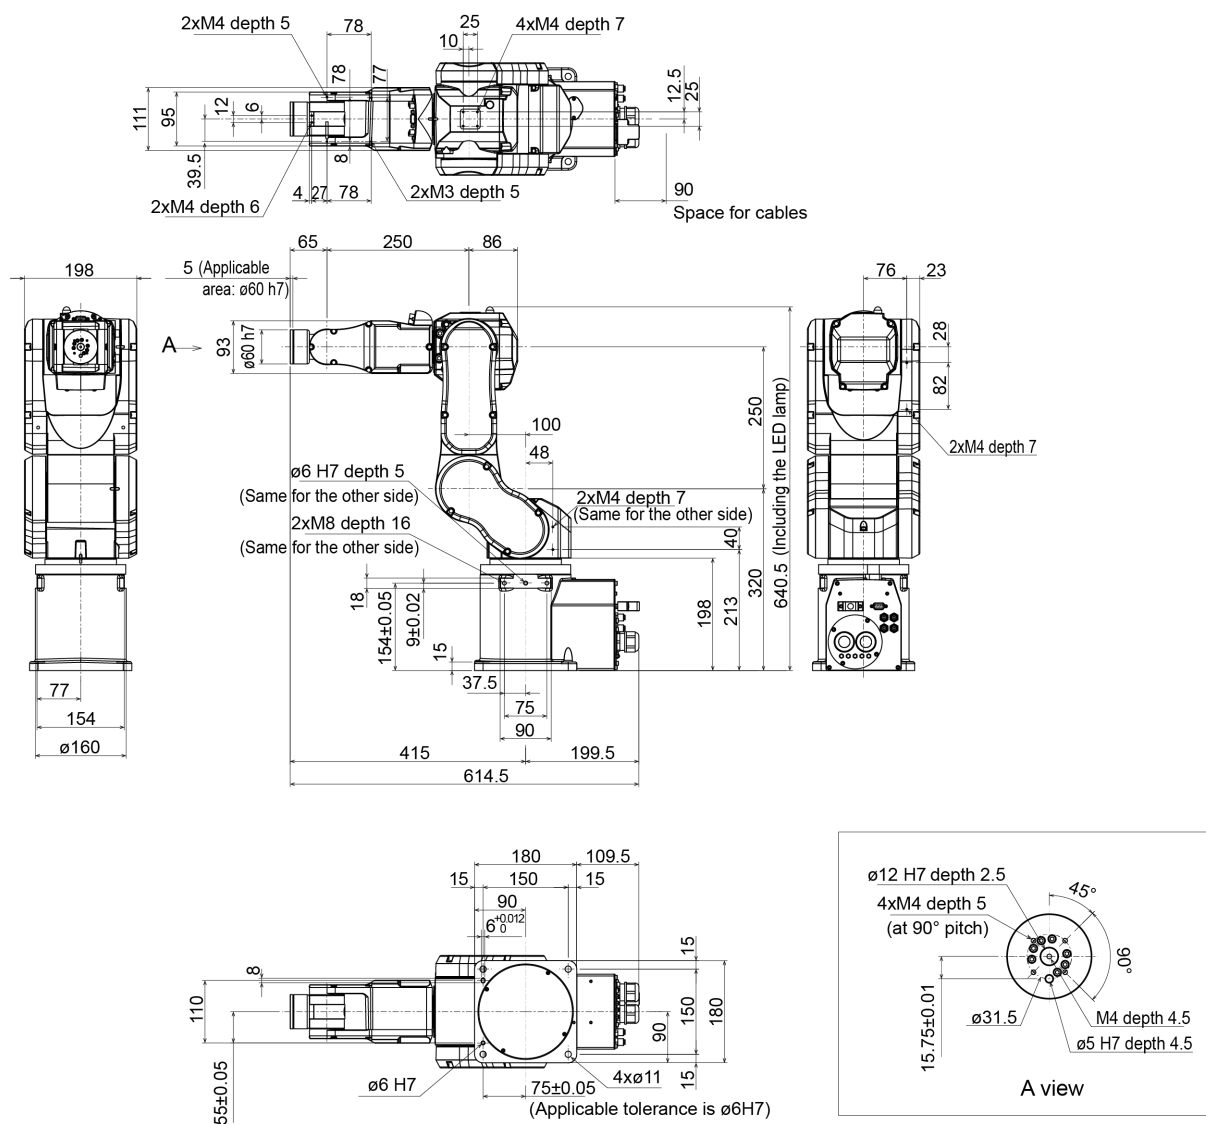 2xM4 depth 5
78
25
4xM4 depth 7
10
78
77
12.5
25
111
95
12
6
39.5
8
4
27
78
2xM3 depth 5
90
2xM4 depth 6
Space for cables
65
250
86
198
5 (Applicable
area: ø60 h7)
76
23
A
93
ø60 h7
28
82
250
640.5 (Including the LED lamp)
100
48
2xM4 depth 7
ø6 H7 depth 5
(Same for the other side)
2xM4 depth 7
(Same for the other side)
2xM8 depth 16
(Same for the other side)
40
320
18
154±0.05
9±0.02
198
213
15
37.5
77
75
154
90
ø160
415
199.5
614.5
180
109.5
15
150
15
90
6 +0.012 0
ø12 H7 depth 2.5
45°
4xM4 depth 5
(at 90° pitch)
90°
15
8
110
150
180
90
15.75±0.01
ø31.5
M4 depth 4.5
ø5 H7 depth 4.5
55±0.05
ø6 H7
75±0.05
4xø11
15
(Applicable tolerance is ø6H7)
A view